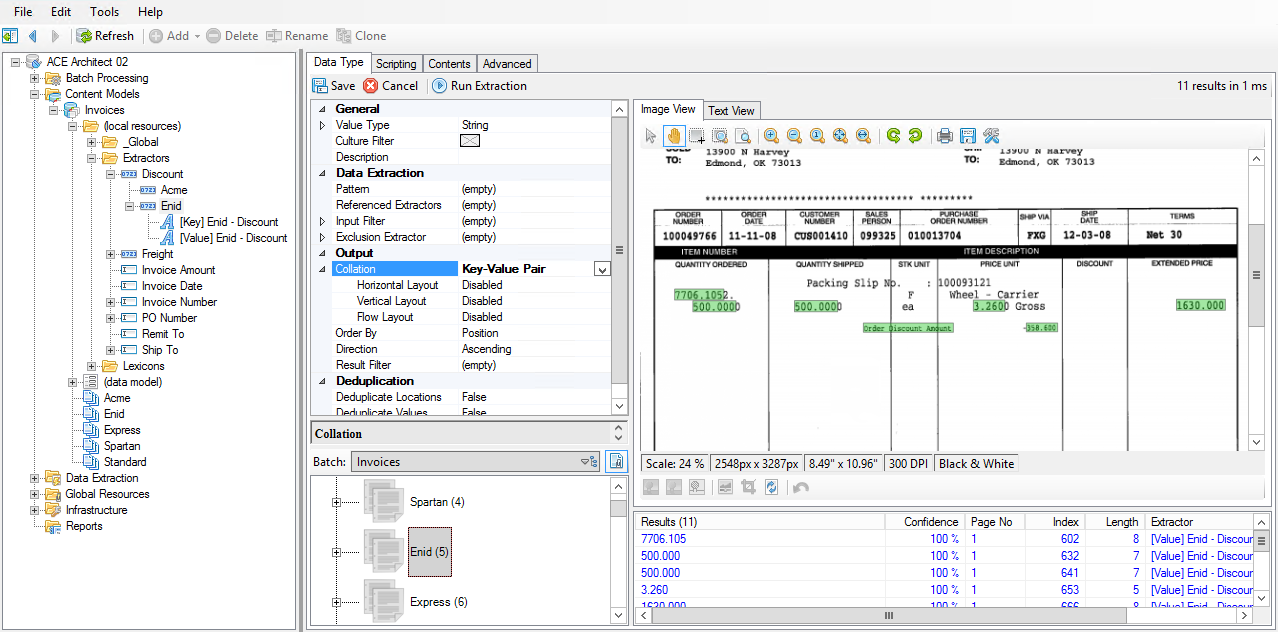 File Edit Tools Help
Refresh Add Delete Rename Clone
ACE Architect 02
Batch Processing
Content Models
Invoices
(local resources)
_Global
Extractors
Discount
Acme
Enid
[Key] Enid - Discount
[Value] Enid - Discount
Freight
Invoice Amount
Invoice Date
Invoice Number
PO Number
Remit To
Ship To
Lexicons
(data model)
Acme
Enid
Express
Spartan
Standard
Data Extraction
Global Resources
Infrastructure
Reports
Data Type Scripting Contents Advanced
Save Cancel Run Extraction 11 results in 1 ms
General
Value Type String
Culture Filter
Description
Data Extraction
Pattern (empty)
Referenced Extractors (empty)
Input Filter (empty)
Exclusion Extractor (empty)
Output
Collation Key-Value Pair
Horizontal Layout Disabled
Vertical Layout Disabled
Flow Layout Disabled
Order By Position
Direction Ascending
Result Filter (empty)
Deduplication
Deduplicate Locations False
Deduplicate Values False
Collation
Batch: Invoices
Spartan (4)
Enid (5)
Express (6)
Image View Text View
SOLD 13900 N Harvey 13900 N Harvey
TO: Edmond, OK 73013 TO: Edmond, OK 73013
*********************************** *********
ORDER NUMBER ORDER DATE CUSTOMER NUMBER SALES PERSON PURCHASE ORDER NUMBER SHIP VIA SHIP DATE TERMS
100049766 11-11-08 CUS001410 099325 010013704 FXG 12-03-08 Net 30
ITEM NUMBER ITEM DESCRIPTION
QUANTITY ORDERED QUANTITY SHIPPED STK UNIT PRICE UNIT DISCOUNT EXTENDED PRICE
Packing Slip No. : 100093121
7706.1052. F Wheel - Carrier
500.0000 500.0000 ea 3.2600 Gross 1630.000
Order Discount Amount -358.600
Scale: 24 % 2548px x 3287px 8.49" x 10.96" 300 DPI Black & White
Results (11) Confidence Page No Index Length Extractor
7706.105 100 % 1 602 8 [Value] Enid - Discour
500.000 100 % 1 632 7 [Value] Enid - Discour
500.000 100 % 1 641 7 [Value] Enid - Discour
3.260 100 % 1 653 5 [Value] Enid - Discour
1630.000 100 % 1 666 8 [Value] Enid - Discour